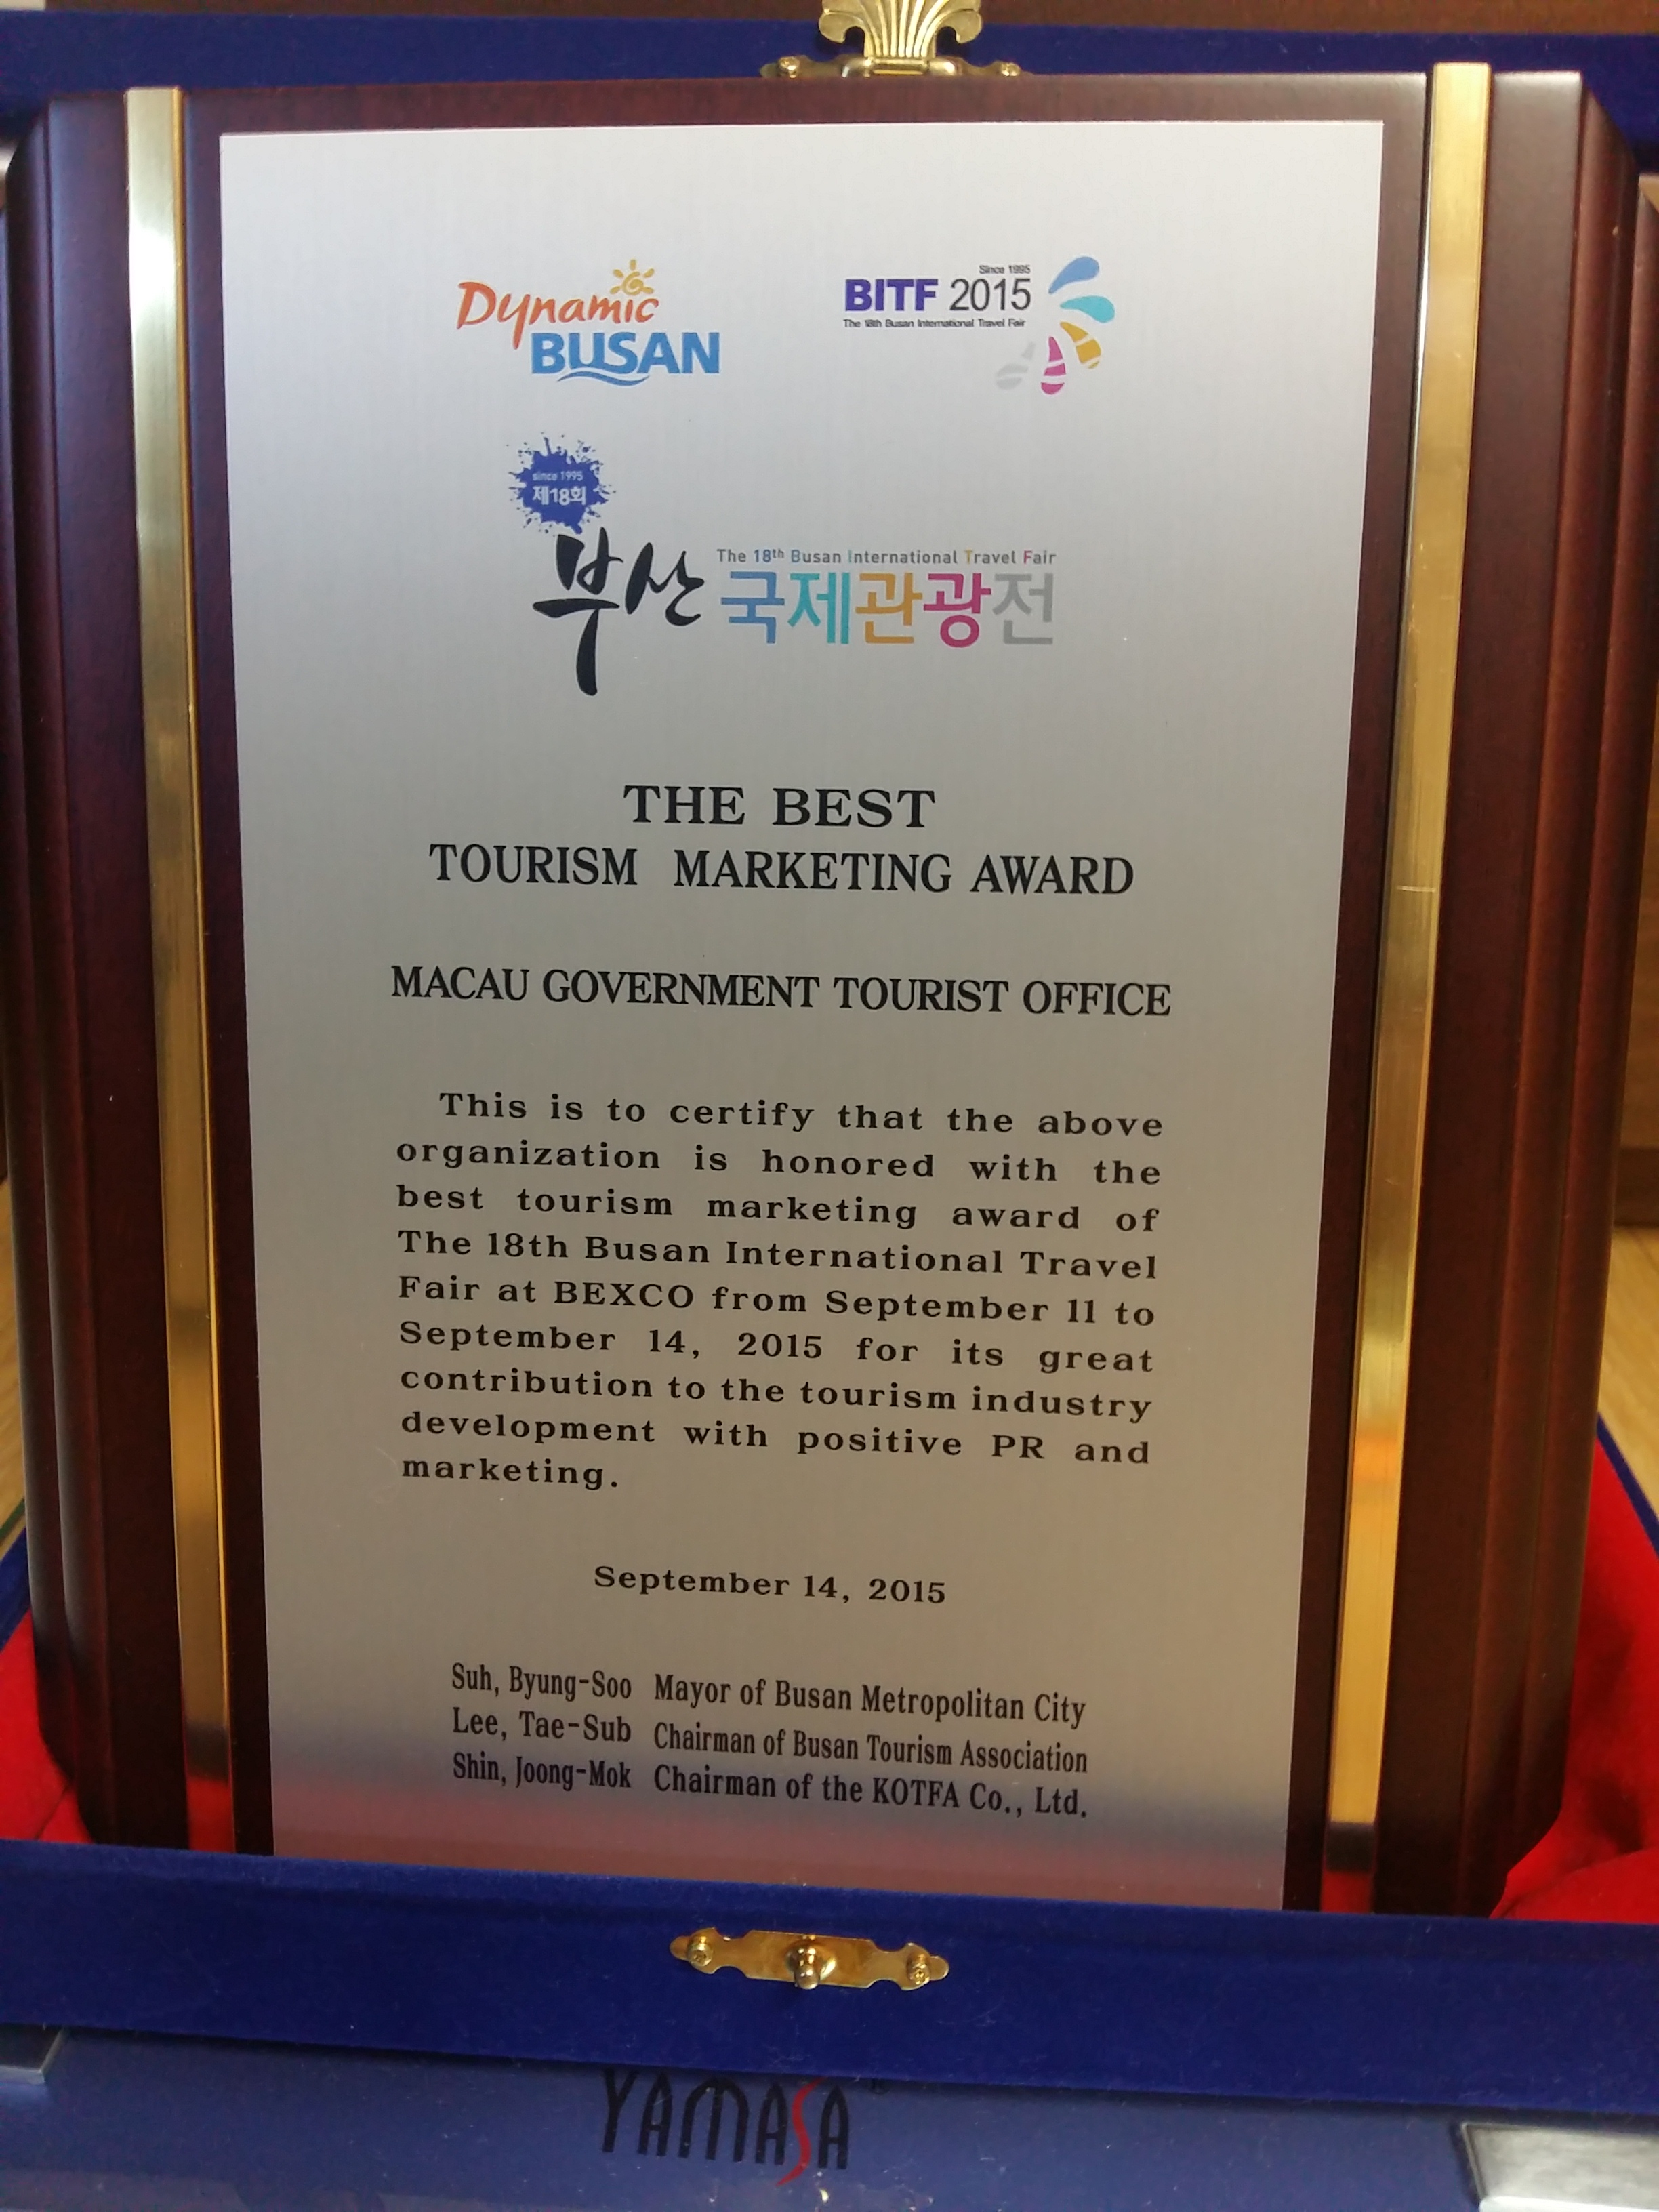 Dynamic
BUSAN
Since 1995
BITF 2015
The 18th Busan International Travel Fair
since 1995
제18회
The 18th Busan International Travel Fair
부산 국제관광전
THE BEST
TOURISM MARKETING AWARD
MACAU GOVERNMENT TOURIST OFFICE
This is to certify that the above
organization is honored with the
best tourism marketing award of
The 18th Busan International Travel
Fair at BEXCO from September 11 to
September 14, 2015 for its great
contribution to the tourism industry
development with positive PR and
marketing.
September 14, 2015
Suh, Byung-Soo Mayor of Busan Metropolitan City
Lee, Tae-Sub Chairman of Busan Tourism Association
Shin, Joong-Mok Chairman of the KOTFA Co., Ltd.
YAMASA